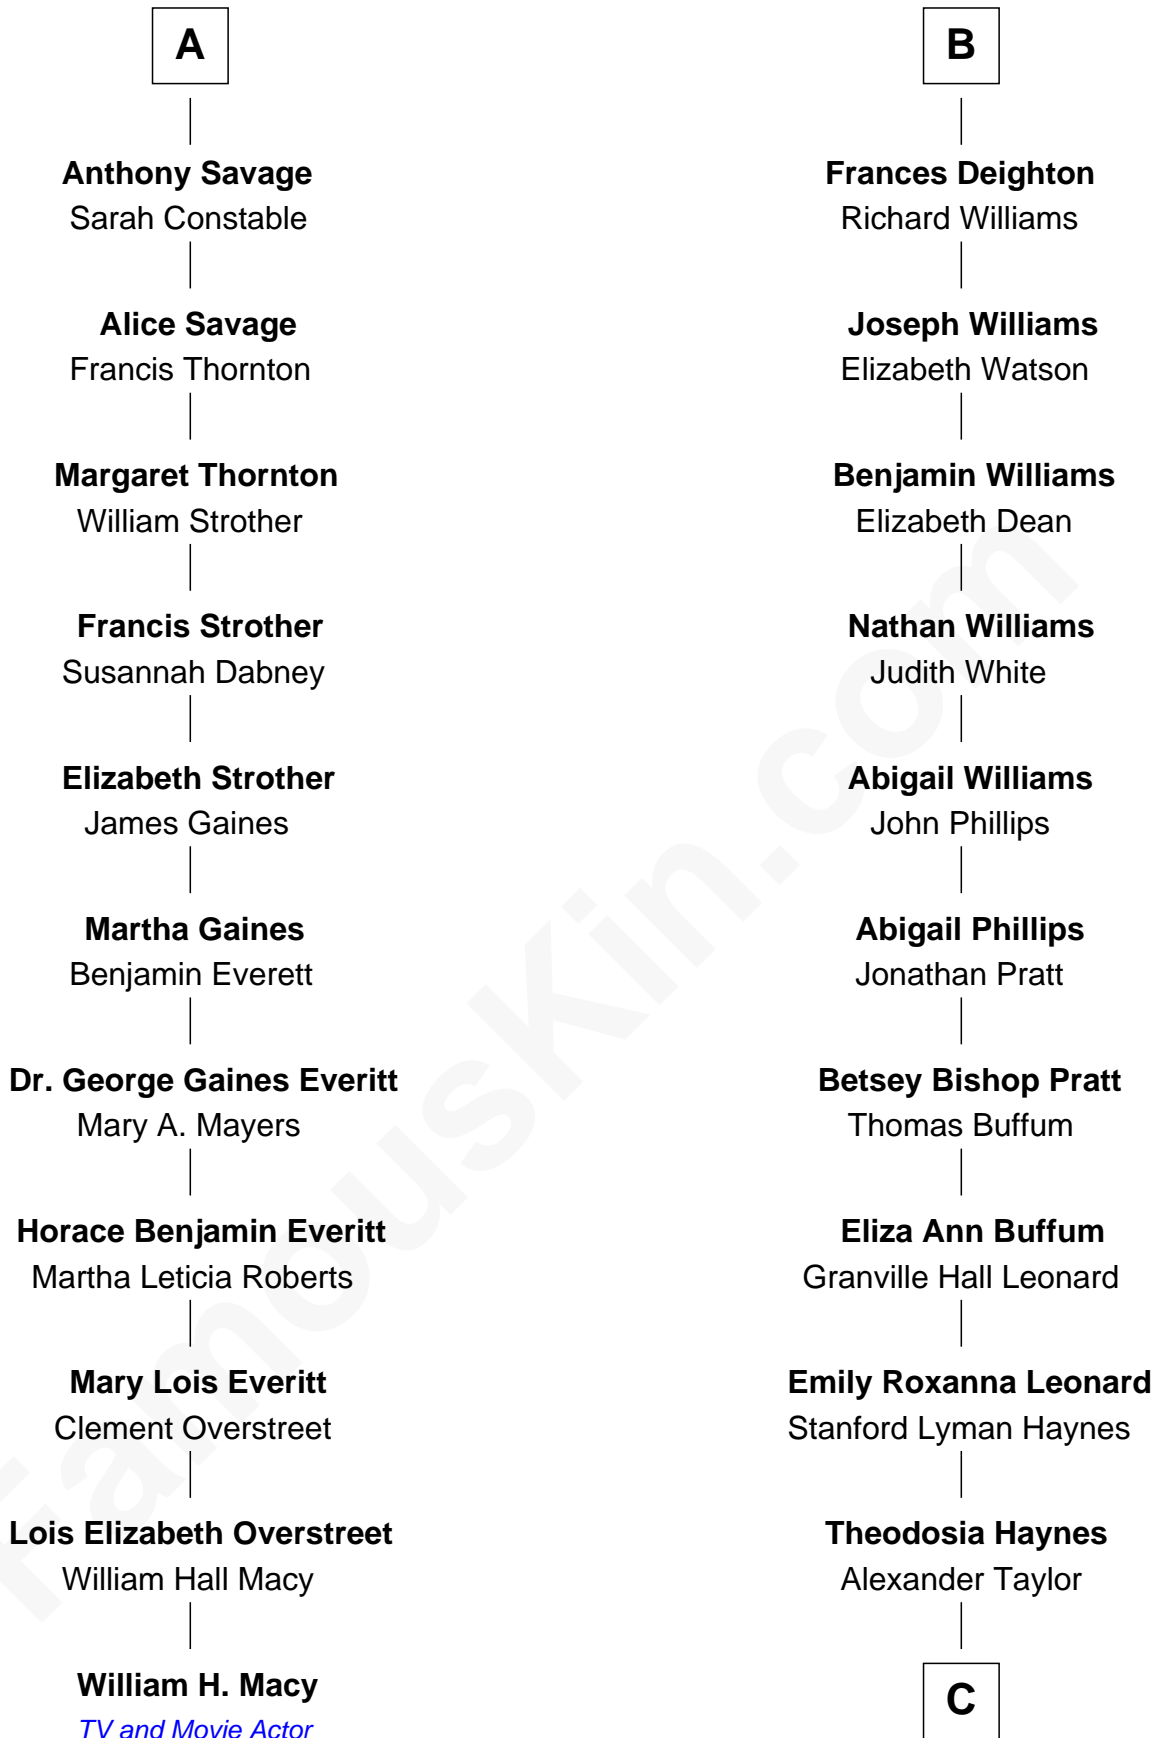 A
Anthony Savage
Sarah Constable
Alice Savage
Francis Thornton
Margaret Thornton
William Strother
Francis Strother
Susannah Dabney
Elizabeth Strother
James Gaines
Martha Gaines
Benjamin Everett
Dr. George Gaines Everitt
Mary A. Mayers
Horace Benjamin Everitt
Martha Leticia Roberts
Mary Lois Everitt
Clement Overstreet
Lois Elizabeth Overstreet
William Hall Macy
William H. Macy
TV and Movie Actor
B
Frances Deighton
Richard Williams
Joseph Williams
Elizabeth Watson
Benjamin Williams
Elizabeth Dean
Nathan Williams
Judith White
Abigail Williams
John Phillips
Abigail Phillips
Jonathan Pratt
Betsey Bishop Pratt
Thomas Buffum
Eliza Ann Buffum
Granville Hall Leonard
Emily Roxanna Leonard
Stanford Lyman Haynes
Theodosia Haynes
Alexander Taylor
C
FamousKin.com